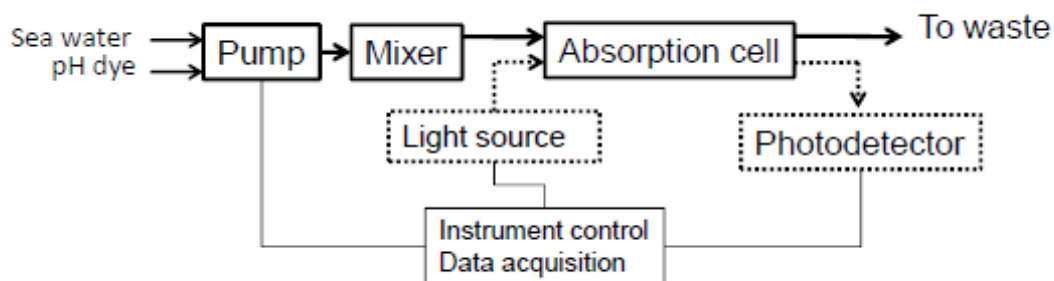 Sea water
pH dye
Pump
Mixer
Absorption cell
To waste
Light source
Photodetector
Instrument control
Data acquisition